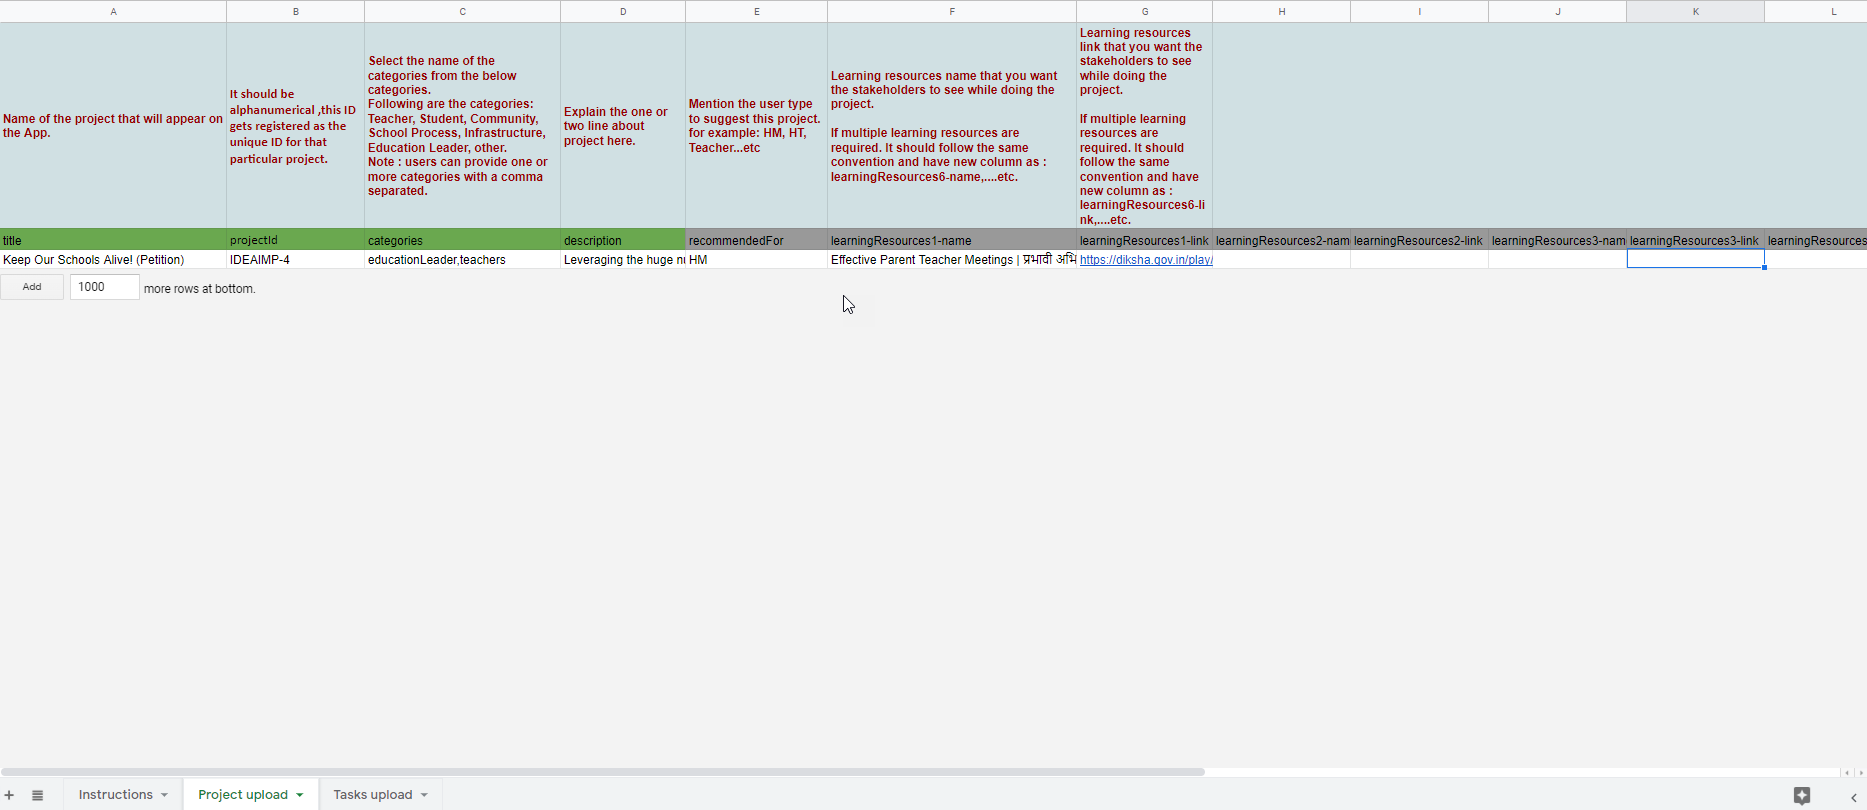 A B C D E F G H I J K L
Name of the project that will appear on
the App.
It should be
alphanumerical ,this ID
gets registered as the
unique ID for that
particular project.
Select the name of the
categories from the below
categories.
Following are the categories:
Teacher, Student, Community,
School Process, Infrastructure,
Education Leader, other.
Note : users can provide one or
more categories with a comma
separated.
Explain the one or
two line about
project here.
Mention the user type
to suggest this project.
for example: HM, HT,
Teacher...etc
Learning resources name that you want
the stakeholders to see while doing the
project.
If multiple learning resources are
required. It should follow the same
convention and have new column as :
learningResources6-name,....etc.
Learning resources
link that you want the
stakeholders to see
while doing the
project.
If multiple learning
resources are
required. It should
follow the same
convention and have
new column as :
learningResources6-li
nk,....etc.
title projectId categories description recommendedFor learningResources1-name learningResources1-link learningResources2-nam learningResources2-link learningResources3-nam learningResources3-link learningResources
Keep Our Schools Alive! (Petition) IDEAIMP-4 educationLeader,teachers Leveraging the huge HM Effective Parent Teacher Meetings | प्रभावी अभि https://diksha.gov.in/play/
Add 1000 more rows at bottom.
Instructions Project upload Tasks upload